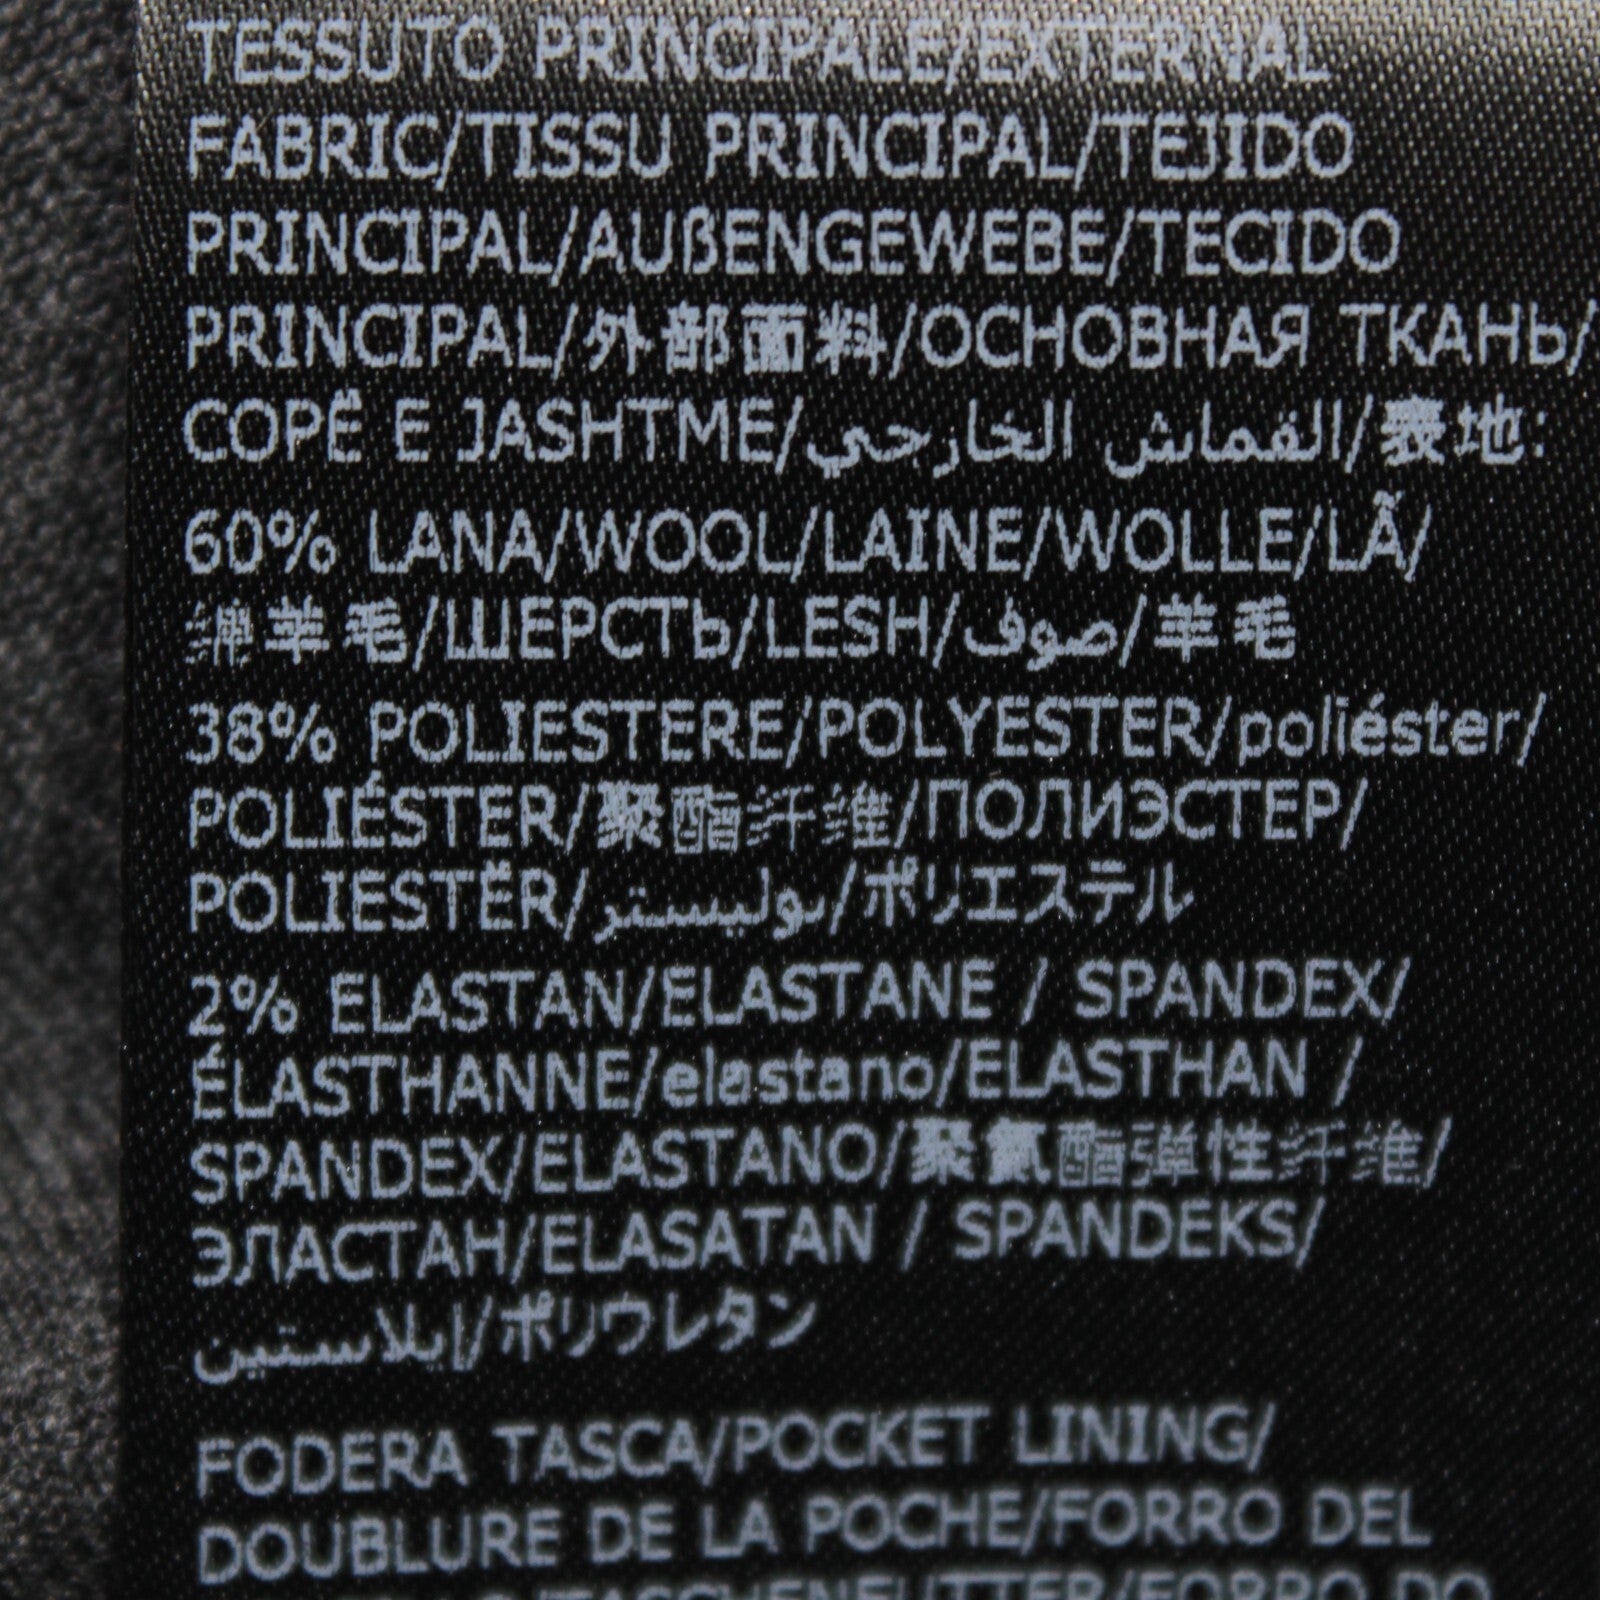 TESSUTO PRINCIPALE/EXTERNAL
FABRIC/TISSU PRINCIPAL/TEJIDO
PRINCIPAL/AUßENGEWEBE/TECIDO
PRINCIPAL/外部面料/ОСНОВНАЯ ТКАНЬ/
COPË E JASHTME/القماش الخارجي/表地:
60% LANA/WOOL/LAINE/WOLLE/LÃ/
绵羊毛/ШЕРСТЬ/LESH/صوف/羊毛
38% POLIESTERE/POLYESTER/poliéster/
POLIÉSTER/聚酯纤维/ПОЛИЭСТЕР/
POLIESTËR/بوليستر/ポリエステル
2% ELASTAN/ELASTANE / SPANDEX/
ÉLASTHANNE/elastano/ELASTHAN /
SPANDEX/ELASTANO/聚氨酯弹性纤维/
ЭЛАСТАН/ELASATAN / SPANDEKS/
إيلاستين/ポリウレタン
FODERA TASCA/POCKET LINING/
DOUBLURE DE LA POCHE/FORRO DEL
/TASCHENFUTTER/FORRO DO